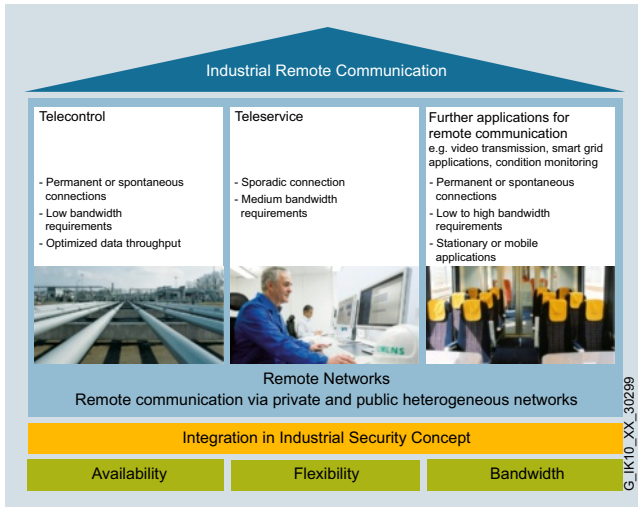 Industrial Remote Communication
Telecontrol
- Permanent or spontaneous
connections
- Low bandwidth
requirements
- Optimized data throughput
Teleservice
- Sporadic connection
- Medium bandwidth
requirements
Further applications for
remote communication
e.g. video transmission, smart grid
applications, condition monitoring
- Permanent or spontaneous
connections
- Low to high bandwidth
requirements
- Stationary or mobile
applications
Remote Networks
Remote communication via private and public heterogeneous networks
Integration in Industrial Security Concept
Availability
Flexibility
Bandwidth
G_IK10_XX_30299